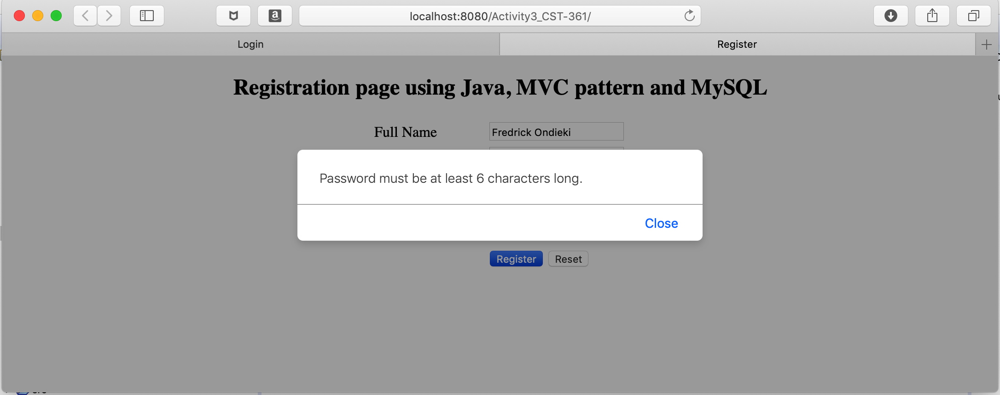 localhost:8080/Activity3_CST-361/
Login
Register
Registration page using Java, MVC pattern and MySQL
Full Name
Fredrick Ondieki
Password must be at least 6 characters long.
Close
Register
Reset